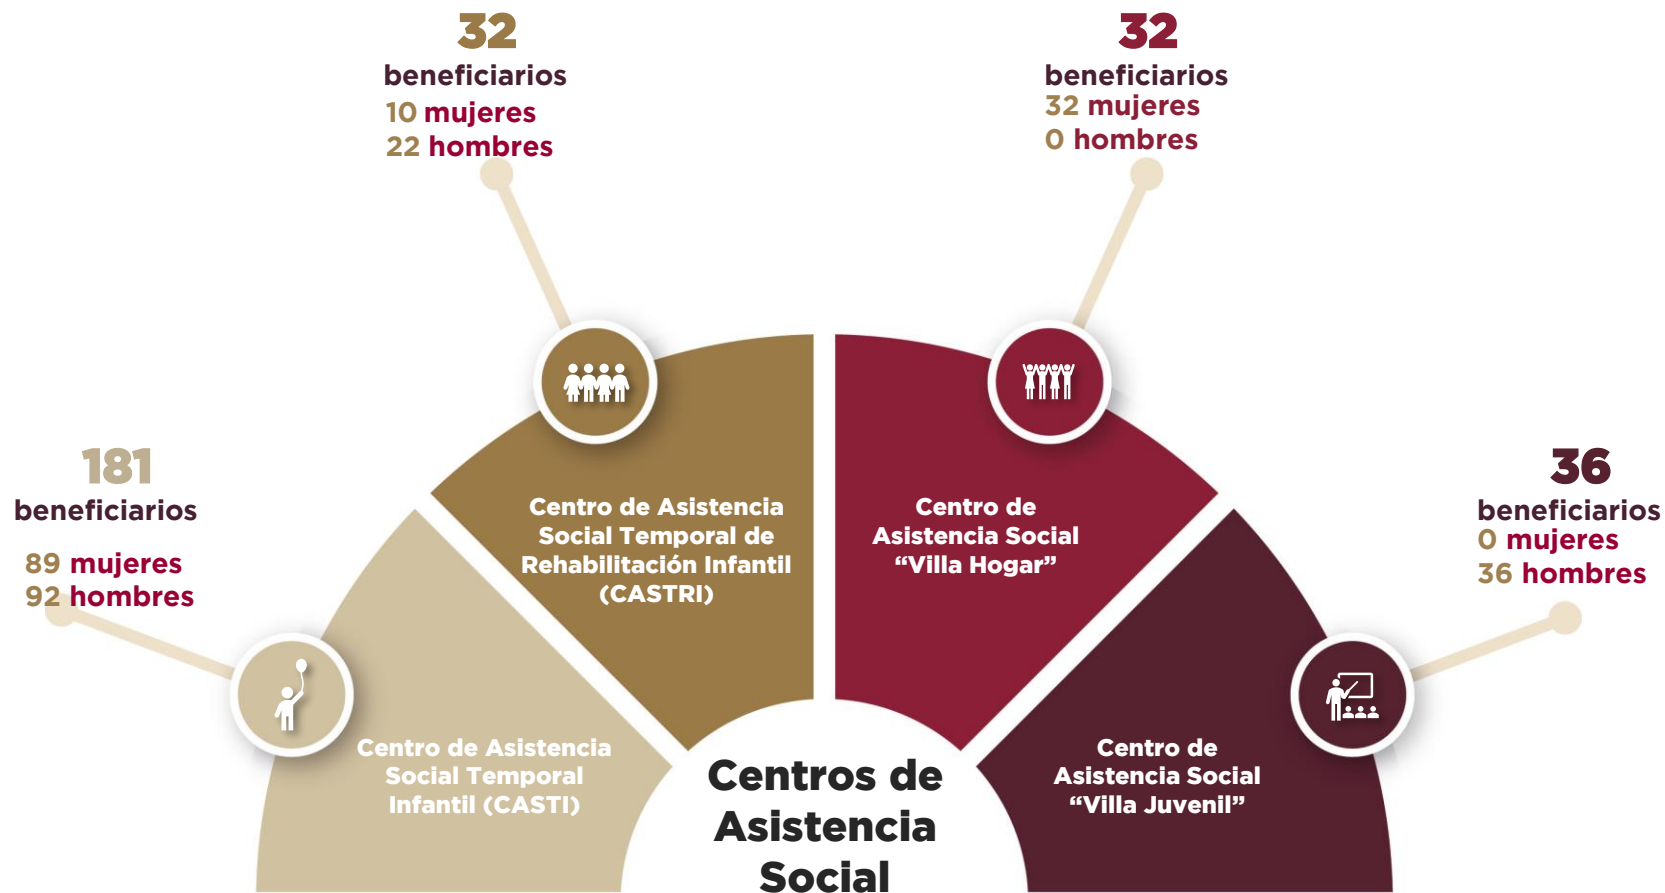 32
beneficiarios
10 mujeres
22 hombres
32
beneficiarios
32 mujeres
0 hombres
181
beneficiarios
89 mujeres
92 hombres
36
beneficiarios
0 mujeres
36 hombres
Centro de Asistencia
Social Temporal de
Rehabilitación Infantil
(CASTRI)
Centro de
Asistencia Social
“Villa Hogar”
Centro de Asistencia
Social Temporal
Infantil (CASTI)
Centro de
Asistencia Social
“Villa Juvenil”
Centros de
Asistencia
Social